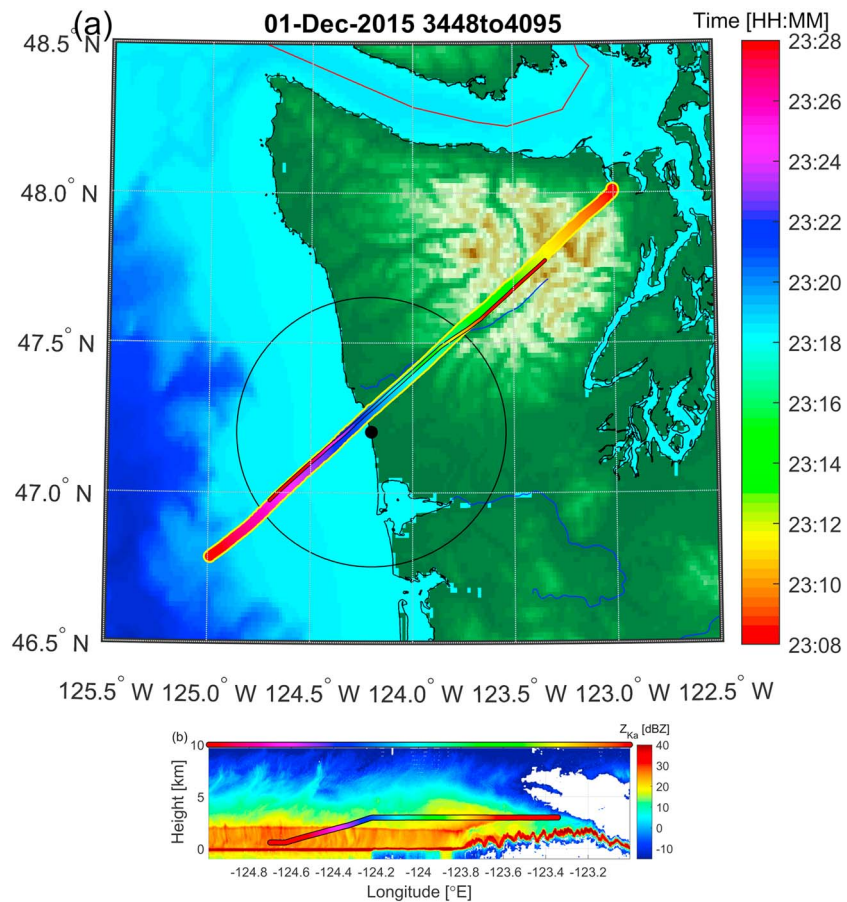 (a)
01-Dec-2015 3448to4095
Time [HH:MM]
48.5° N
48.0° N
47.5° N
47.0° N
46.5° N
125.5° W 125.0° W 124.5° W 124.0° W 123.5° W 123.0° W 122.5° W
23:28
23:26
23:24
23:22
23:20
23:18
23:16
23:14
23:12
23:10
23:08
(b)
Z_Ka [dBZ]
Height [km]
10
5
0
40
30
20
10
0
-10
-124.8 -124.6 -124.4 -124.2 -124 -123.8 -123.6 -123.4 -123.2
Longitude [°E]